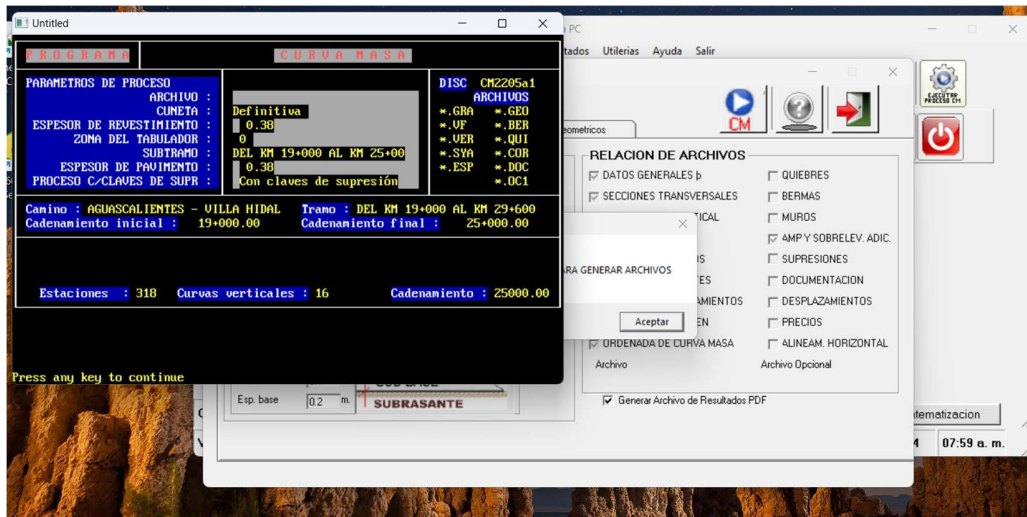 Untitled
PROGRAMA CURVA MASA
PARAMETROS DE PROCESO DISC CM2205a1
ARCHIVO : ARCHIVOS
CUNETA : Definitiva *.GRA *.GEO
ESPESOR DE REVESTIMIENTO : 0.38 *.VF *.BER
ZONA DEL TABULADOR : 0 *.VER *.QUI
SUBTRAMO : DEL KM 19+000 AL KM 25+00 *.SYA *.COR
ESPESOR DE PAVIMENTO : 0.38 *.ESP *.DOC
PROCESO C/CLAVES DE SUPR : Con claves de supresión *.OC1
Camino : AGUASCALIENTES - VILLA HIDAL Tramo : DEL KM 19+000 AL KM 29+600
Cadenamiento inicial : 19+000.00 Cadenamiento final : 25+000.00
Estaciones : 318 Curvas verticales : 16 Cadenamiento : 25000.00
Press any key to continue
PC
tados Utilerias Ayuda Salir
EJECUTAR
PROCESO CM
CM
eometricos
RELACION DE ARCHIVOS
DATOS GENERALES þ QUIEBRES
SECCIONES TRANSVERSALES BERMAS
TICAL MUROS
AMP Y SOBRELEV. ADIC.
OS SUPRESIONES
ARA GENERAR ARCHIVOS
TES DOCUMENTACION
AMIENTOS DESPLAZAMIENTOS
Aceptar
EN PRECIOS
ORDENADA DE CURVA MASA ALINEAM. HORIZONTAL
Archivo Archivo Opcional
SUB BASE
Esp. base 0.2 m. SUBRASANTE
Generar Archivo de Resultados PDF
stematizacion
4 07:59 a. m.